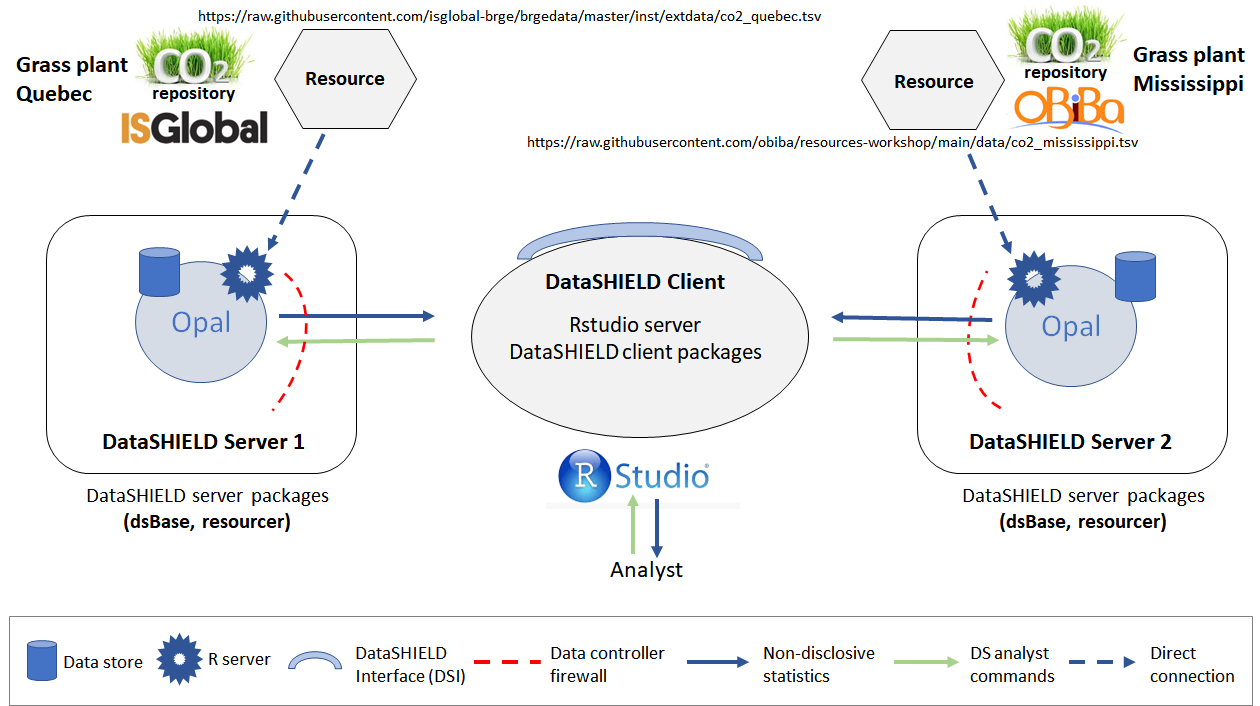 https://raw.githubusercontent.com/isglobal-brge/brgedata/master/inst/extdata/co2_quebec.tsv
Grass plant
Quebec
CO2
repository
ISGlobal
Resource
Resource
CO2
repository
OBiBa
Grass plant
Mississippi
https://raw.githubusercontent.com/obiba/resources-workshop/main/data/co2_mississippi.tsv
Opal
DataSHIELD Server 1
DataSHIELD server packages
(dsBase, resourcer)
DataSHIELD Client
Rstudio server
DataSHIELD client packages
R Studio®
Analyst
Opal
DataSHIELD Server 2
DataSHIELD server packages
(dsBase, resourcer)
Data store
R server
DataSHIELD
Interface (DSI)
Data controller
firewall
Non-disclosive
statistics
DS analyst
commands
Direct
connection